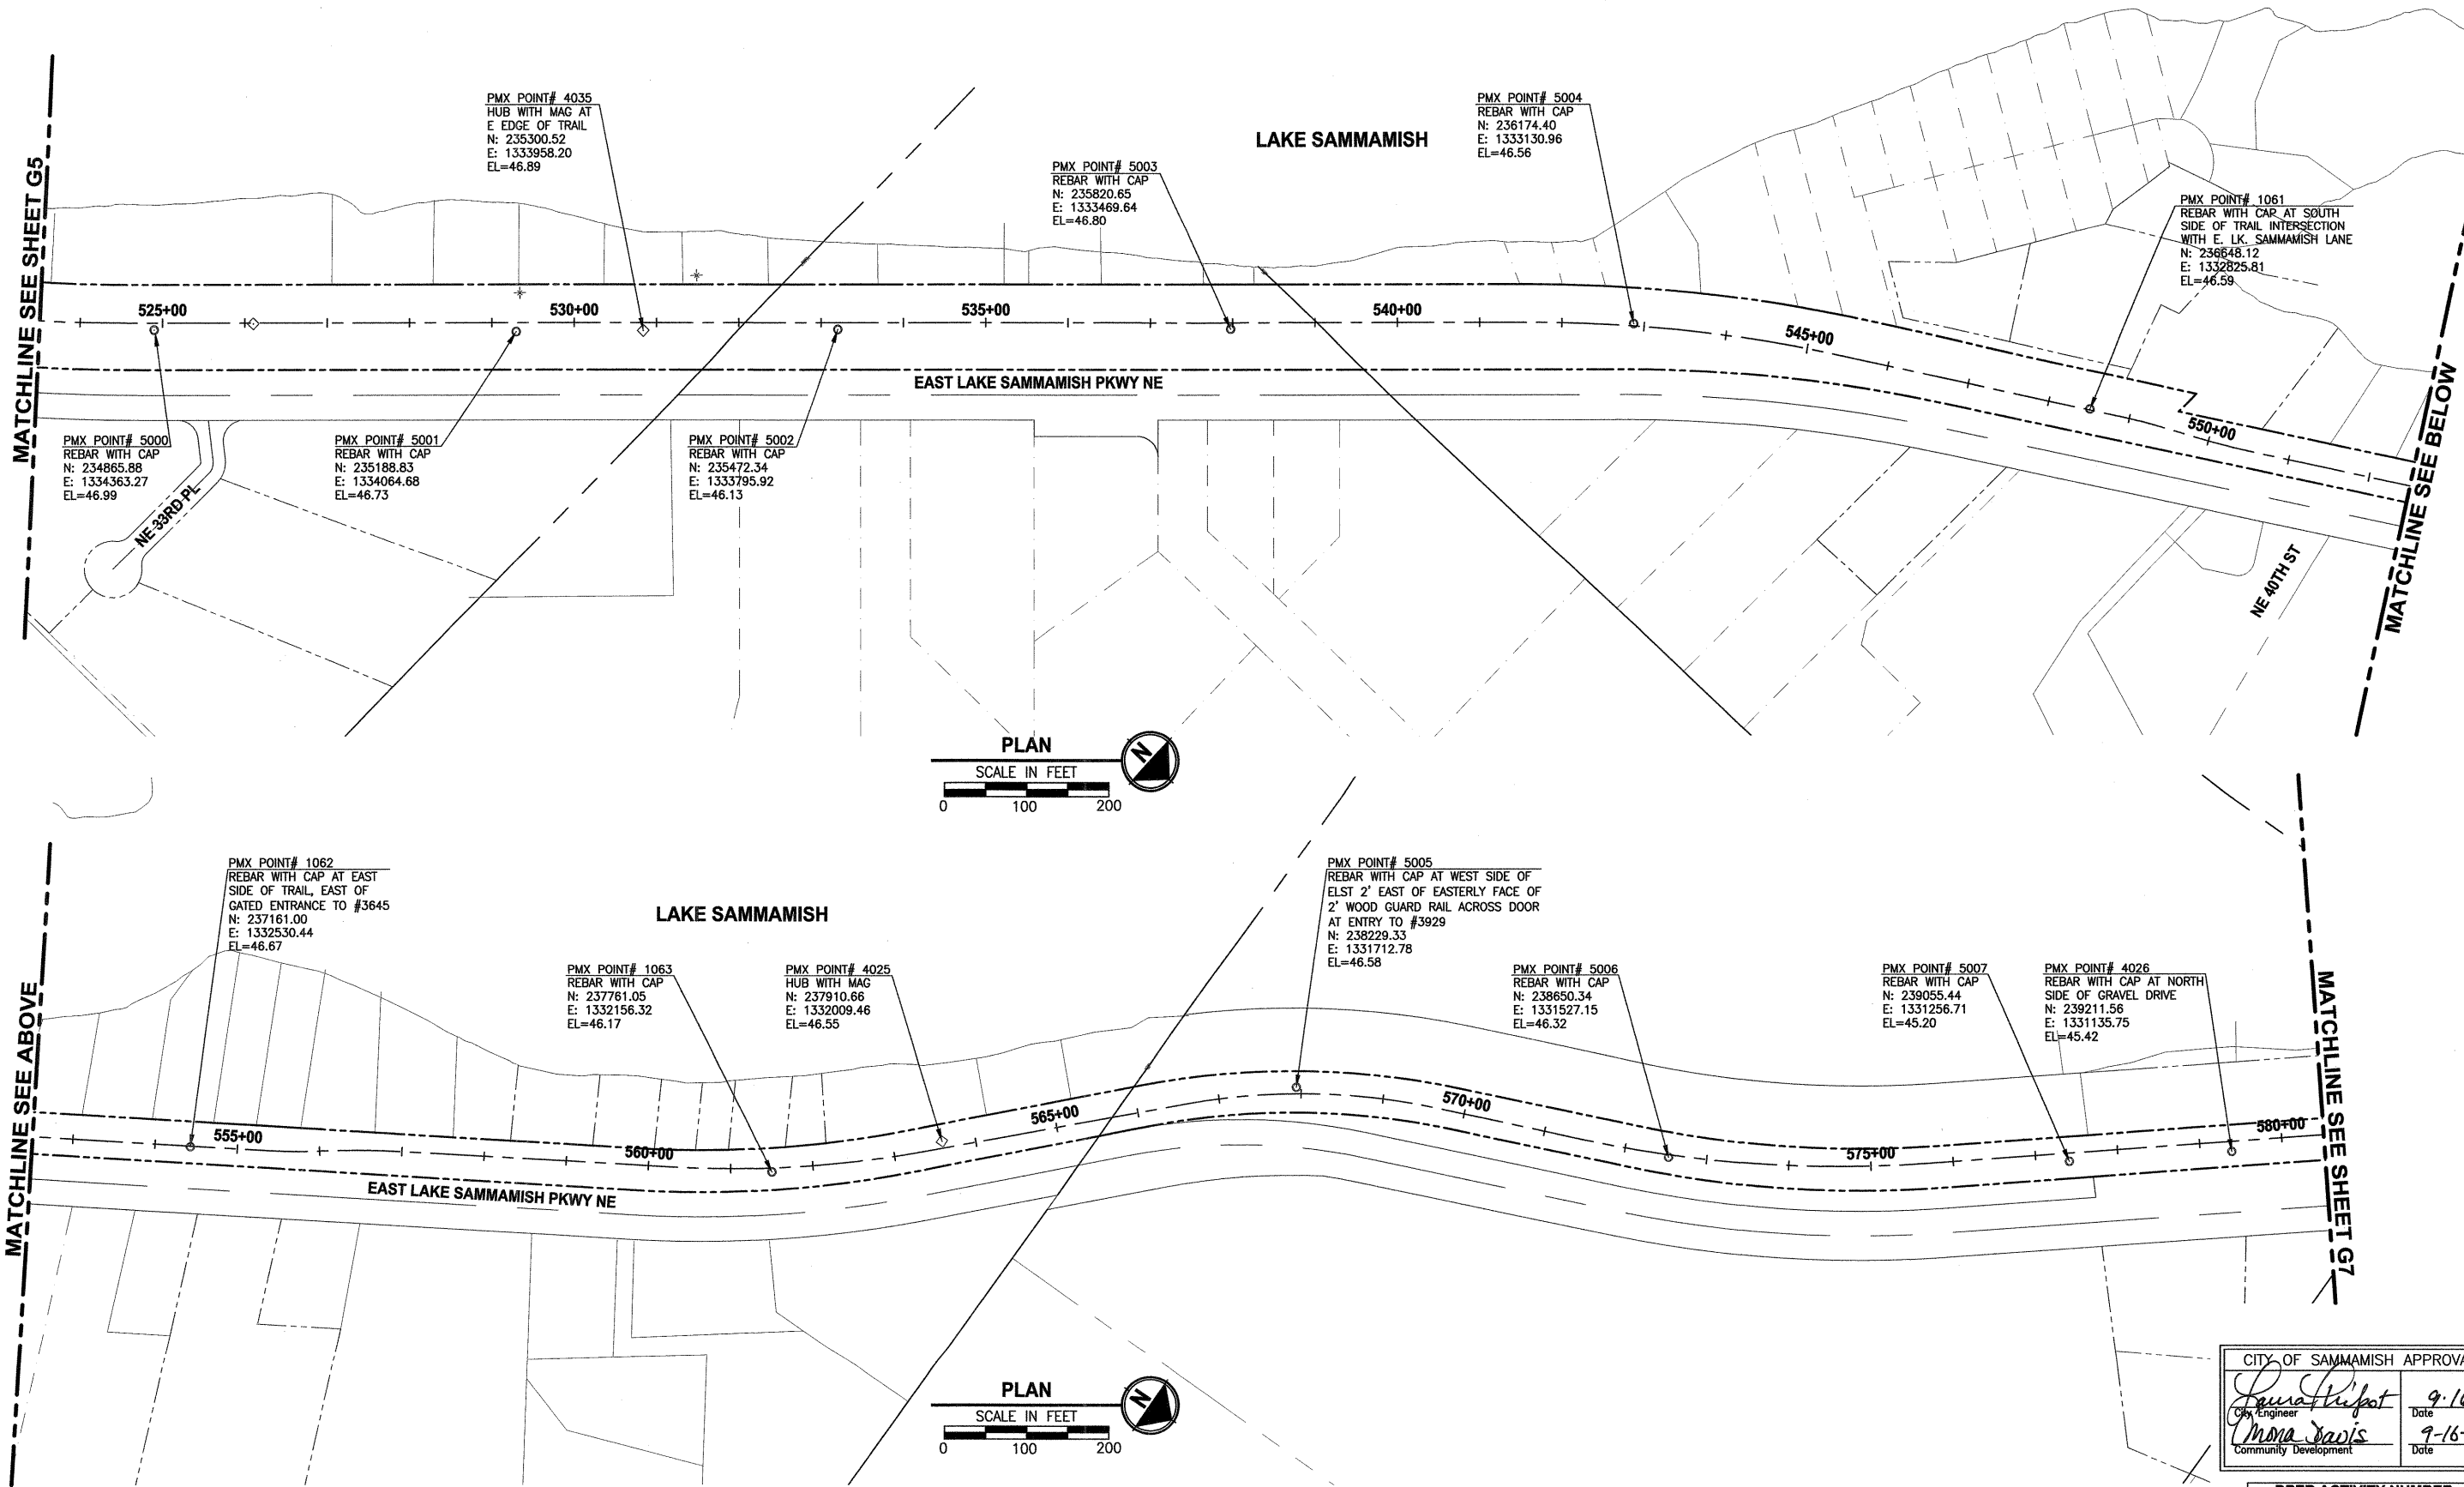 MATCHLINE SEE SHEET G5
PMX POINT# 4035
HUB WITH MAG AT
E EDGE OF TRAIL
N: 235300.52
E: 1333958.20
EL=46.89
LAKE SAMMAMISH
PMX POINT# 5003
REBAR WITH CAP
N: 235820.65
E: 1333469.64
EL=46.80
PMX POINT# 5004
REBAR WITH CAP
N: 236174.40
E: 1333130.96
EL=46.56
PMX POINT# 1061
REBAR WITH CAP AT SOUTH
SIDE OF TRAIL INTERSECTION
WITH E. LK. SAMMAMISH LANE
N: 236648.12
E: 1332825.81
EL=46.59
525+00
530+00
535+00
540+00
545+00
550+00
EAST LAKE SAMMAMISH PKWY NE
PMX POINT# 5000
REBAR WITH CAP
N: 234865.88
E: 1334363.27
EL=46.99
NE 33RD PL
PMX POINT# 5001
REBAR WITH CAP
N: 235188.83
E: 1334064.68
EL=46.73
PMX POINT# 5002
REBAR WITH CAP
N: 235472.34
E: 1333795.92
EL=46.13
NE 40TH ST
MATCHLINE SEE BELOW
PLAN
SCALE IN FEET
0 100 200
N
MATCHLINE SEE ABOVE
PMX POINT# 1062
REBAR WITH CAP AT EAST
SIDE OF TRAIL, EAST OF
GATED ENTRANCE TO #3645
N: 237161.00
E: 1332530.44
EL=46.67
LAKE SAMMAMISH
PMX POINT# 1063
REBAR WITH CAP
N: 237761.05
E: 1332156.32
EL=46.17
PMX POINT# 4025
HUB WITH MAG
N: 237910.66
E: 1332009.46
EL=46.55
PMX POINT# 5005
REBAR WITH CAP AT WEST SIDE OF
ELST 2' EAST OF EASTERLY FACE OF
2' WOOD GUARD RAIL ACROSS DOOR
AT ENTRY TO #3929
N: 238229.33
E: 1331712.78
EL=46.58
PMX POINT# 5006
REBAR WITH CAP
N: 238650.34
E: 1331527.15
EL=46.32
PMX POINT# 5007
REBAR WITH CAP
N: 239055.44
E: 1331256.71
EL=45.20
PMX POINT# 4026
REBAR WITH CAP AT NORTH
SIDE OF GRAVEL DRIVE
N: 239211.56
E: 1331135.75
EL=45.42
555+00
560+00
565+00
570+00
575+00
580+00
EAST LAKE SAMMAMISH PKWY NE
MATCHLINE SEE SHEET G7
PLAN
SCALE IN FEET
0 100 200
N
CITY OF SAMMAMISH APPROVA
Laura 9-16
City Engineer Date
Mona Davis 9-16-
Community Development Date